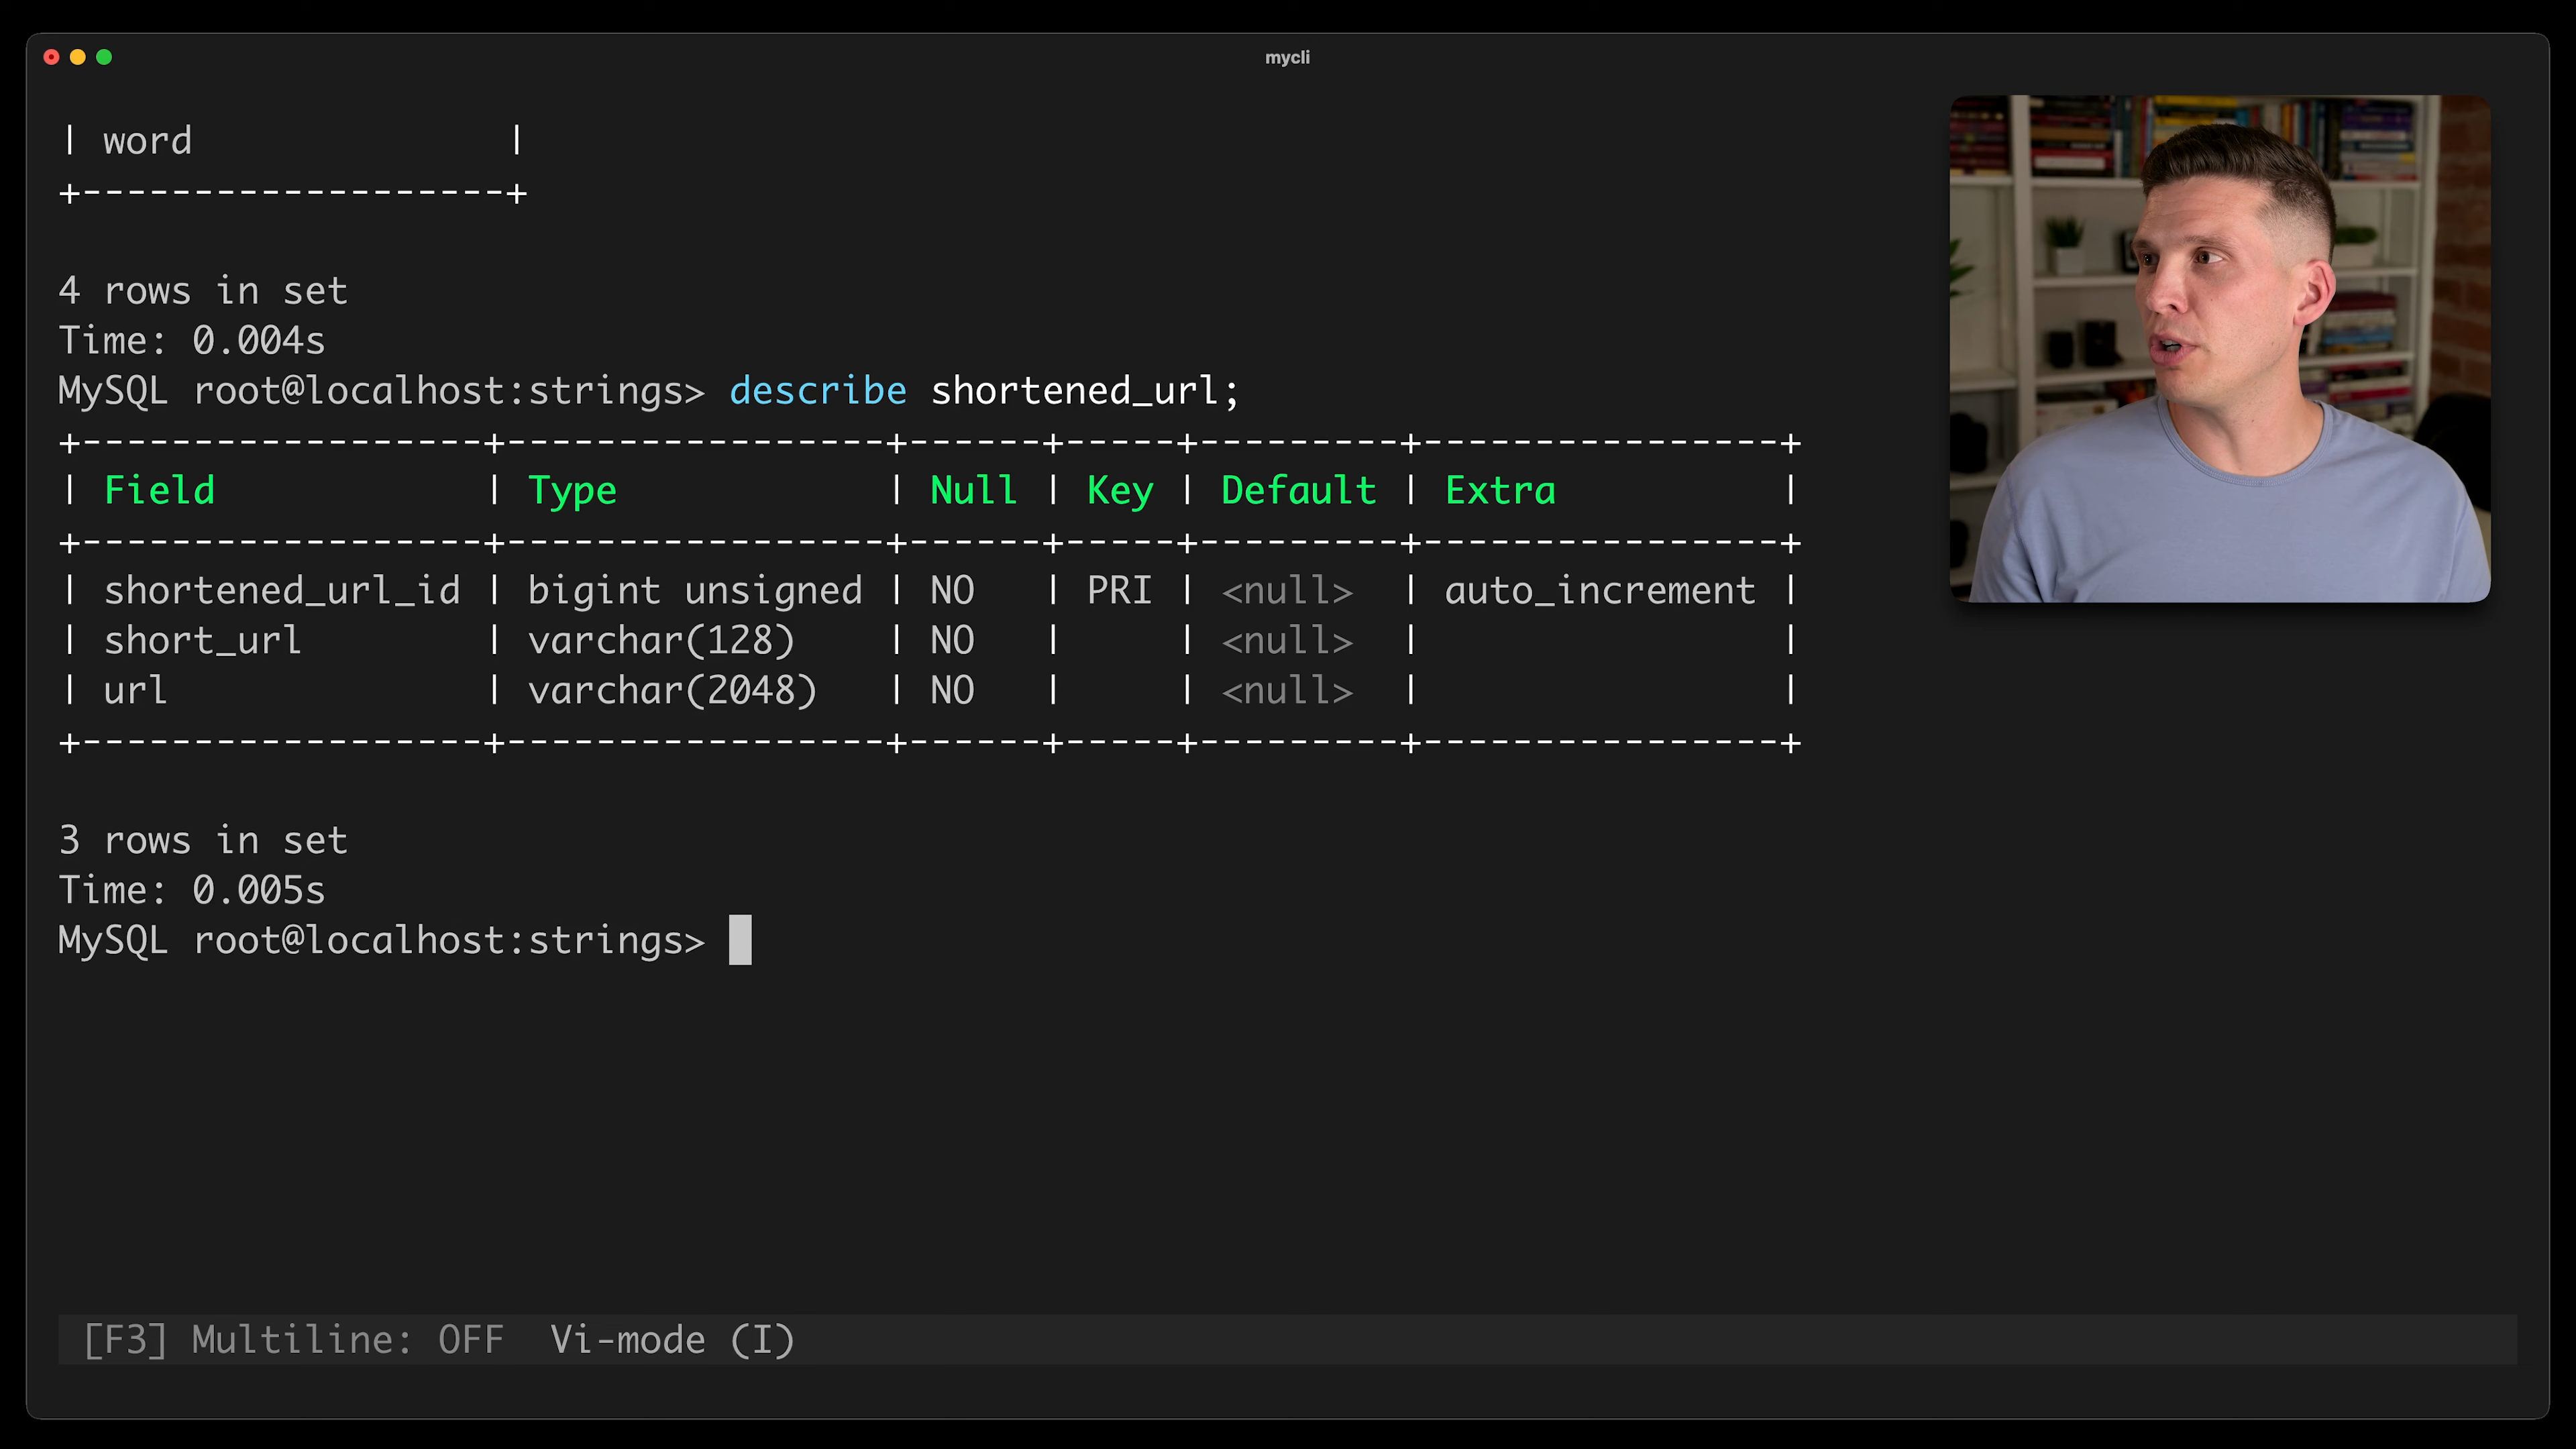 mycli
| word              |
+-------------------+
4 rows in set
Time: 0.004s
MySQL root@localhost:strings> describe shortened_url;
+------------------+-----------------+------+-----+---------+----------------+
| Field            | Type            | Null | Key | Default | Extra          |
+------------------+-----------------+------+-----+---------+----------------+
| shortened_url_id | bigint unsigned | NO   | PRI | <null>  | auto_increment |
| short_url        | varchar(128)    | NO   |     | <null>  |                |
| url              | varchar(2048)   | NO   |     | <null>  |                |
+------------------+-----------------+------+-----+---------+----------------+
3 rows in set
Time: 0.005s
MySQL root@localhost:strings>
[F3] Multiline: OFF  Vi-mode (I)